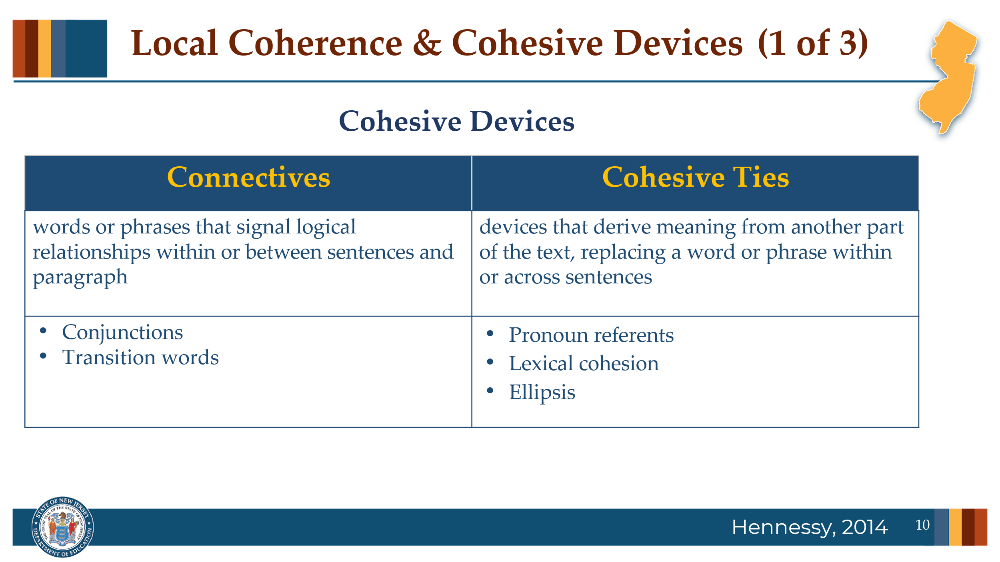 Local Coherence & Cohesive Devices (1 of 3)
Cohesive Devices
Connectives
Cohesive Ties
words or phrases that signal logical
relationships within or between sentences and
paragraph
devices that derive meaning from another part
of the text, replacing a word or phrase within
or across sentences
• Conjunctions
• Transition words
• Pronoun referents
• Lexical cohesion
• Ellipsis
STATE OF NEW JERSEY
THE GREAT SEAL OF THE STATE OF NEW JERSEY
DEPARTMENT OF EDUCATION
Hennessy, 2014
10